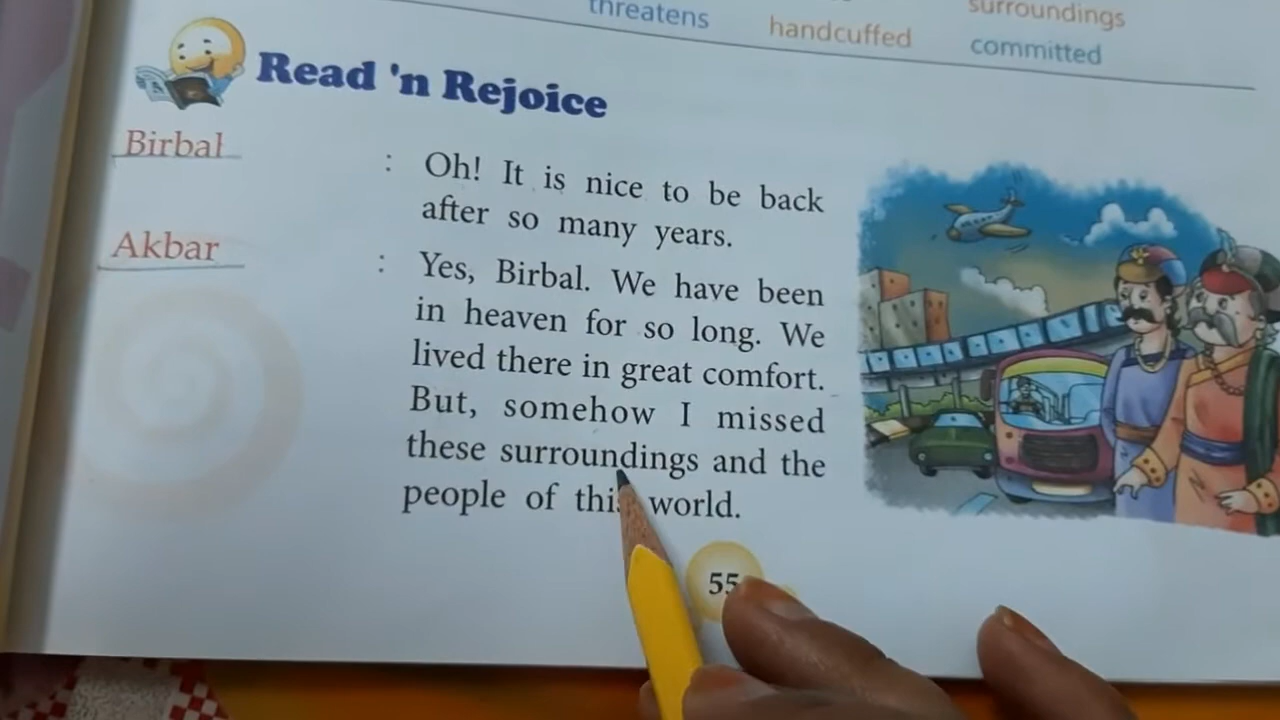 threatens handcuffed surroundings
committed
Read 'n Rejoice
Birbal : Oh! It is nice to be back
after so many years.
Akbar : Yes, Birbal. We have been
in heaven for so long. We
lived there in great comfort.
But, somehow I missed
these surroundings and the
people of this world.
55